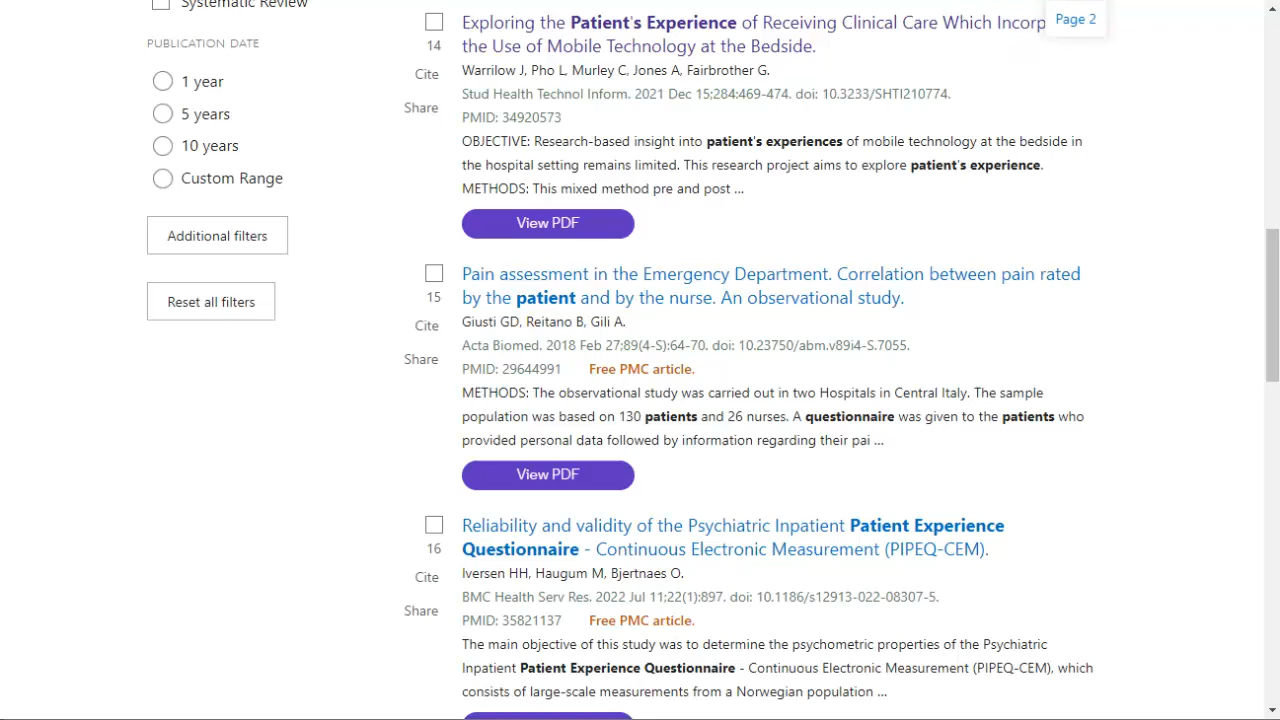 Systematic Review
PUBLICATION DATE
1 year
5 years
10 years
Custom Range
Additional filters
Reset all filters
Page 2
Exploring the Patient's Experience of Receiving Clinical Care Which Incorp
the Use of Mobile Technology at the Bedside.
14
Cite
Share
Warrilow J, Pho L, Murley C, Jones A, Fairbrother G.
Stud Health Technol Inform. 2021 Dec 15;284:469-474. doi: 10.3233/SHTI210774.
PMID: 34920573
OBJECTIVE: Research-based insight into patient's experiences of mobile technology at the bedside in
the hospital setting remains limited. This research project aims to explore patient's experience.
METHODS: This mixed method pre and post ...
View PDF
Pain assessment in the Emergency Department. Correlation between pain rated
by the patient and by the nurse. An observational study.
15
Cite
Share
Giusti GD, Reitano B, Gili A.
Acta Biomed. 2018 Feb 27;89(4-S):64-70. doi: 10.23750/abm.v89i4-S.7055.
PMID: 29644991 Free PMC article.
METHODS: The observational study was carried out in two Hospitals in Central Italy. The sample
population was based on 130 patients and 26 nurses. A questionnaire was given to the patients who
provided personal data followed by information regarding their pai ...
View PDF
Reliability and validity of the Psychiatric Inpatient Patient Experience
Questionnaire - Continuous Electronic Measurement (PIPEQ-CEM).
16
Cite
Share
Iversen HH, Haugum M, Bjertnaes O.
BMC Health Serv Res. 2022 Jul 11;22(1):897. doi: 10.1186/s12913-022-08307-5.
PMID: 35821137 Free PMC article.
The main objective of this study was to determine the psychometric properties of the Psychiatric
Inpatient Patient Experience Questionnaire - Continuous Electronic Measurement (PIPEQ-CEM), which
consists of large-scale measurements from a Norwegian population ...